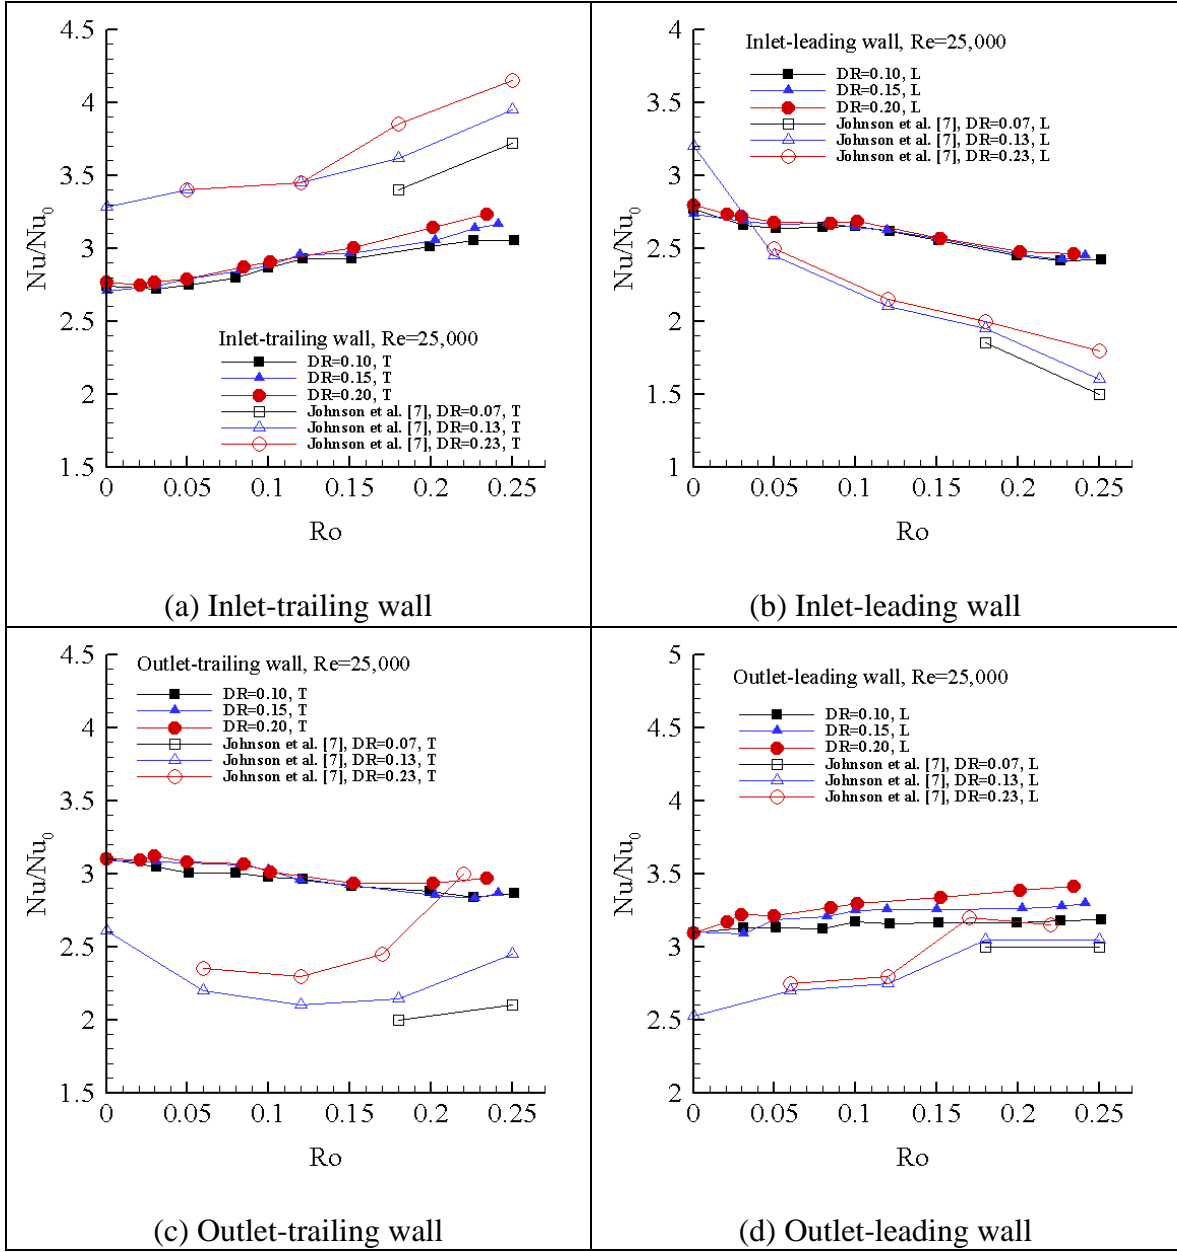 4.5
4
3.5
3
2.5
2
1.5
Nu/Nu0
Inlet-trailing wall, Re=25,000
DR=0.10, T
DR=0.15, T
DR=0.20, T
Johnson et al. [7], DR=0.07, T
Johnson et al. [7], DR=0.13, T
Johnson et al. [7], DR=0.23, T
0 0.05 0.1 0.15 0.2 0.25
Ro
(a) Inlet-trailing wall
4
3.5
3
2.5
2
1.5
1
Nu/Nu0
Inlet-leading wall, Re=25,000
DR=0.10, L
DR=0.15, L
DR=0.20, L
Johnson et al. [7], DR=0.07, L
Johnson et al. [7], DR=0.13, L
Johnson et al. [7], DR=0.23, L
0 0.05 0.1 0.15 0.2 0.25
Ro
(b) Inlet-leading wall
4.5
4
3.5
3
2.5
2
1.5
Nu/Nu0
Outlet-trailing wall, Re=25,000
DR=0.10, T
DR=0.15, T
DR=0.20, T
Johnson et al. [7], DR=0.07, T
Johnson et al. [7], DR=0.13, T
Johnson et al. [7], DR=0.23, T
0 0.05 0.1 0.15 0.2 0.25
Ro
(c) Outlet-trailing wall
5
4.5
4
3.5
3
2.5
2
Nu/Nu0
Outlet-leading wall, Re=25,000
DR=0.10, L
DR=0.15, L
DR=0.20, L
Johnson et al. [7], DR=0.07, L
Johnson et al. [7], DR=0.13, L
Johnson et al. [7], DR=0.23, L
0 0.05 0.1 0.15 0.2 0.25
Ro
(d) Outlet-leading wall